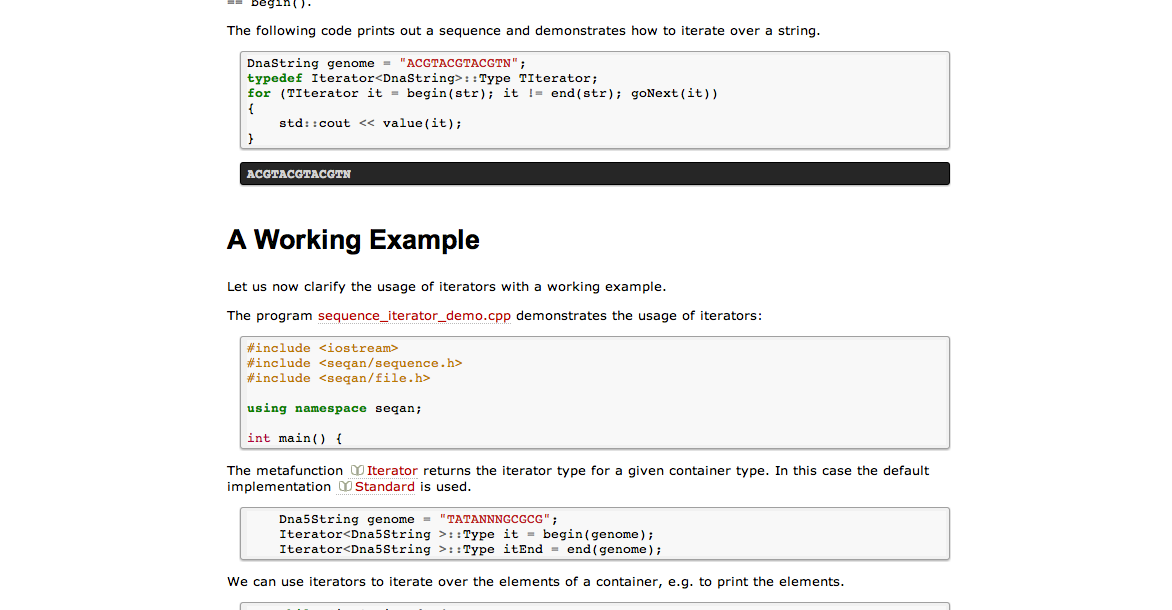 == begin().
The following code prints out a sequence and demonstrates how to iterate over a string.
DnaString genome = "ACGTACGTACGTN";
typedef Iterator<DnaString>::Type TIterator;
for (TIterator it = begin(str); it != end(str); goNext(it))
{
    std::cout << value(it);
}
ACGTACGTACGTN
A Working Example
Let us now clarify the usage of iterators with a working example.
The program sequence_iterator_demo.cpp demonstrates the usage of iterators:
#include <iostream>
#include <seqan/sequence.h>
#include <seqan/file.h>
using namespace seqan;
int main() {
The metafunction Iterator returns the iterator type for a given container type. In this case the default
implementation Standard is used.
    Dna5String genome = "TATANNNGCGCG";
    Iterator<Dna5String >::Type it = begin(genome);
    Iterator<Dna5String >::Type itEnd = end(genome);
We can use iterators to iterate over the elements of a container, e.g. to print the elements.